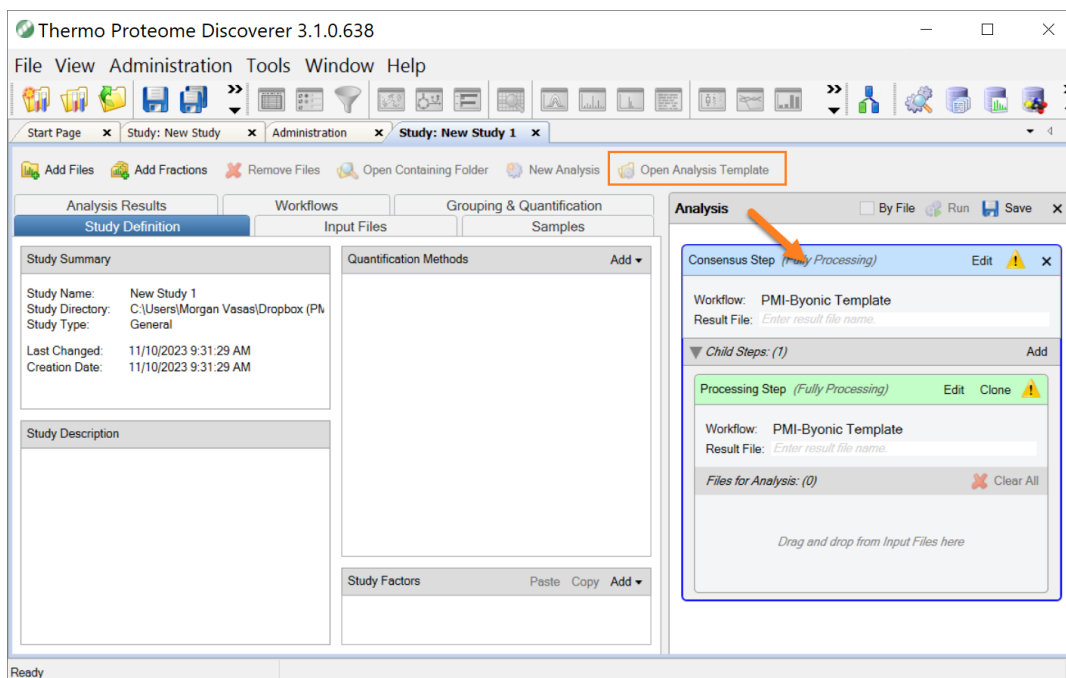 Thermo Proteome Discoverer 3.1.0.638
File View Administration Tools Window Help
Start Page x Study: New Study x Administration x Study: New Study 1 x
Add Files Add Fractions Remove Files Open Containing Folder New Analysis Open Analysis Template
Analysis Results Workflows Grouping & Quantification
Study Definition Input Files Samples
Study Summary
Study Name: New Study 1
Study Directory: C:\Users\Morgan Vasas\Dropbox (PM
Study Type: General
Last Changed: 11/10/2023 9:31:29 AM
Creation Date: 11/10/2023 9:31:29 AM
Study Description
Quantification Methods Add
Study Factors Paste Copy Add
Analysis By File Run Save x
Consensus Step (Fully Processing) Edit x
Workflow: PMI-Byonic Template
Result File: Enter result file name.
Child Steps: (1) Add
Processing Step (Fully Processing) Edit Clone
Workflow: PMI-Byonic Template
Result File: Enter result file name.
Files for Analysis: (0) Clear All
Drag and drop from Input Files here
Ready